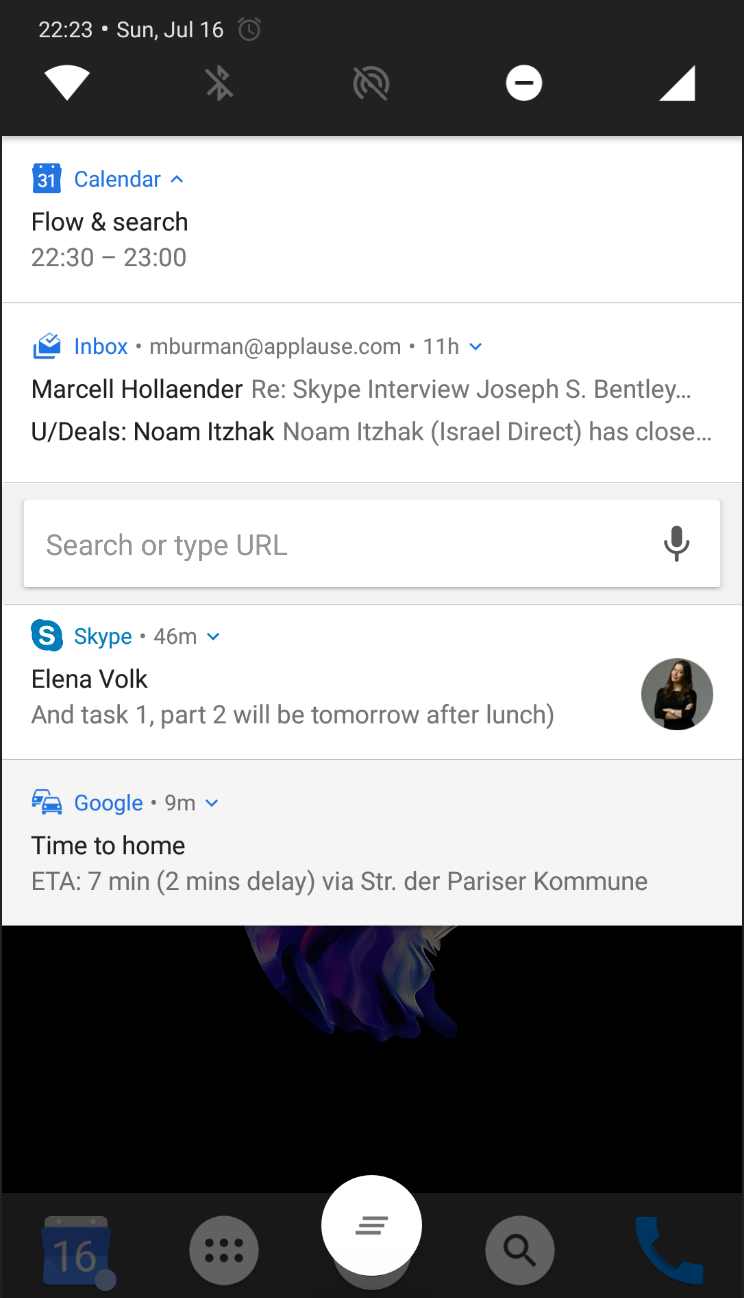 22:23 • Sun, Jul 16
31 Calendar
Flow & search
22:30 – 23:00
Inbox • mburman@applause.com • 11h
Marcell Hollaender Re: Skype Interview Joseph S. Bentley...
U/Deals: Noam Itzhak Noam Itzhak (Israel Direct) has close...
Search or type URL
S Skype • 46m
Elena Volk
And task 1, part 2 will be tomorrow after lunch)
Google • 9m
Time to home
ETA: 7 min (2 mins delay) via Str. der Pariser Kommune
16